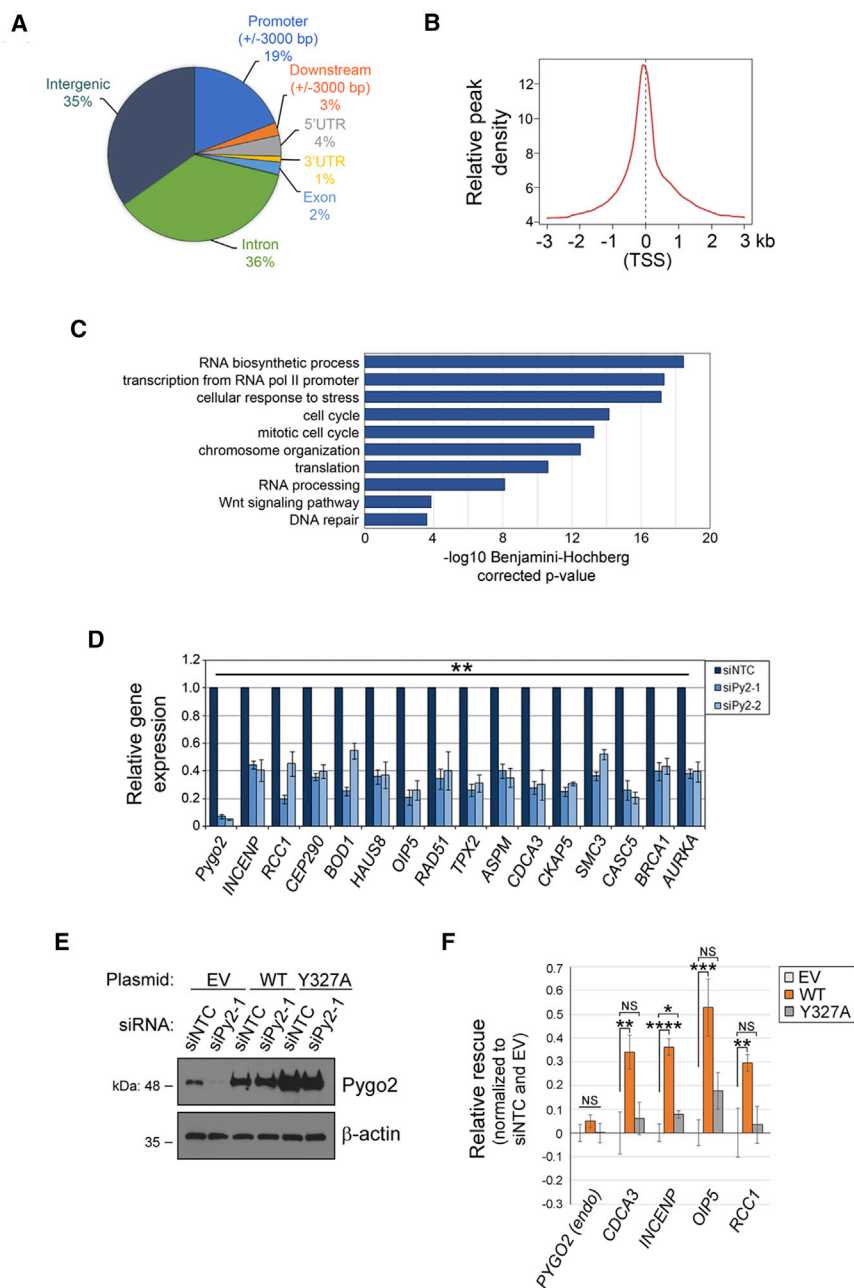 A
Promoter
(+/-3000 bp)
19%
Downstream
(+/-3000 bp)
3%
5'UTR
4%
3'UTR
1%
Exon
2%
Intron
36%
Intergenic
35%
B
Relative peak
density
12
10
8
6
4
-3 -2 -1 0 1 2 3 kb
(TSS)
C
RNA biosynthetic process
transcription from RNA pol II promoter
cellular response to stress
cell cycle
mitotic cell cycle
chromosome organization
translation
RNA processing
Wnt signaling pathway
DNA repair
0 4 8 12 16 20
-log10 Benjamini-Hochberg
corrected p-value
D
Relative gene
expression
1.2
1.0
0.8
0.6
0.4
0.2
0
**
siNTC
siPy2-1
siPy2-2
Pygo2
INCENP
RCC1
CEP290
BOD1
HAUS8
OIP5
RAD51
TPX2
ASPM
CDCA3
CKAP5
SMC3
CASC5
BRCA1
AURKA
E
Plasmid: EV WT Y327A
siRNA: siNTC siPy2-1 siNTC siPy2-1 siNTC siPy2-1
kDa: 48
Pygo2
35
β-actin
F
Relative rescue
(normalized to
siNTC and EV)
0.7
0.6
0.5
0.4
0.3
0.2
0.1
0
-0.1
0.2
-0.3
NS
NS
**
*
****
NS
***
NS
**
EV
WT
Y327A
PYGO2 (endo)
CDCA3
INCENP
OIP5
RCC1